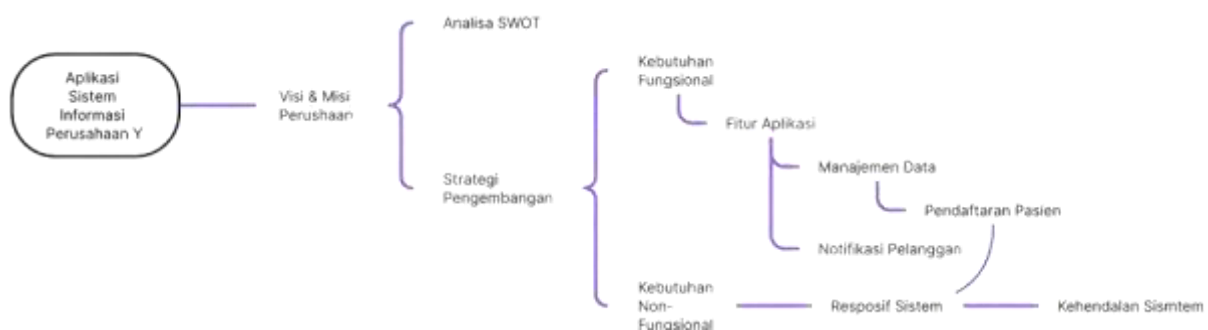 Aplikasi
Sistem
Informasi
Perusahaan Y
Visi & Misi
Perushaan
Analisa SWOT
Strategi
Pengembangan
Kebutuhan
Fungsional
Fitur Aplikasi
Manajemen Data
Pendaftaran Pasien
Notifikasi Pelanggan
Kebutuhan
Non-
Fungsional
Resposif Sistem
Kehendalan Sismtem